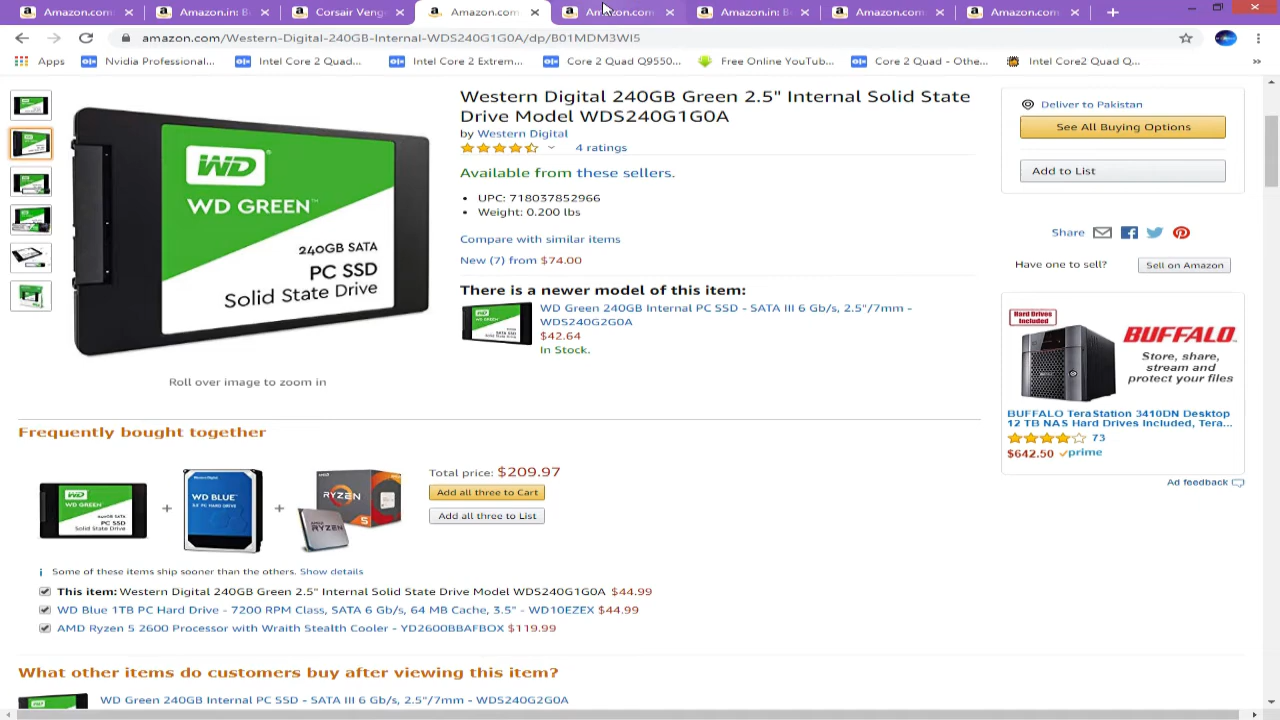 Amazon.com
Amazon.in: B
Corsair Veng
Amazon.com
Amazon.com
Amazon.in: B
Amazon.com
Amazon.com
amazon.com/Western-Digital-240GB-Internal-WDS240G1G0A/dp/B01MDM3WI5
Apps
Nvidia Professional...
Intel Core 2 Quad...
Intel Core 2 Extrem...
Core 2 Quad Q9550...
Free Online YouTub...
Core 2 Quad - Othe...
Intel Core2 Quad Q...
»
Western Digital 240GB Green 2.5" Internal Solid State
Drive Model WDS240G1G0A
by Western Digital
4 ratings
Available from these sellers.
• UPC: 718037852966
• Weight: 0.200 lbs
Compare with similar items
New (7) from $74.00
There is a newer model of this item:
WD Green 240GB Internal PC SSD - SATA III 6 Gb/s, 2.5"/7mm -
WDS240G2G0A
$42.64
In Stock.
WD®
WD GREEN™
240GB SATA
PC SSD
Solid State Drive
Roll over image to zoom in
Deliver to Pakistan
See All Buying Options
Add to List
Share
Have one to sell?
Sell on Amazon
Hard Drives
Included
BUFFALO
Store, share,
stream and
protect your files
BUFFALO TeraStation 3410DN Desktop
12 TB NAS Hard Drives Included, Tera...
73
$642.50 prime
Ad feedback
Frequently bought together
WD
WD GREEN
PC SSD
+
WD BLUE
+
RYZEN
5
RYZEN
Total price: $209.97
Add all three to Cart
Add all three to List
i Some of these items ship sooner than the others. Show details
This item: Western Digital 240GB Green 2.5" Internal Solid State Drive Model WDS240G1G0A $44.99
WD Blue 1TB PC Hard Drive - 7200 RPM Class, SATA 6 Gb/s, 64 MB Cache, 3.5" - WD10EZEX $44.99
AMD Ryzen 5 2600 Processor with Wraith Stealth Cooler - YD2600BBAFBOX $119.99
What other items do customers buy after viewing this item?
WD Green 240GB Internal PC SSD - SATA III 6 Gb/s, 2.5"/7mm - WDS240G2G0A